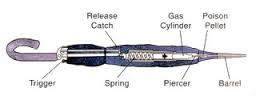 Release Catch
Gas Cylinder
Poison Pellet
Trigger
Spring
Piercer
Barrel